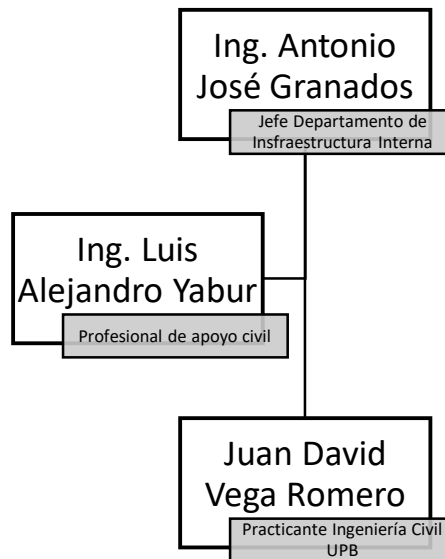 Ing. Antonio
José Granados
Jefe Departamento de
Insfraestructura Interna
Ing. Luis
Alejandro Yabur
Profesional de apoyo civil
Juan David
Vega Romero
Practicante Ingeniería Civil
UPB